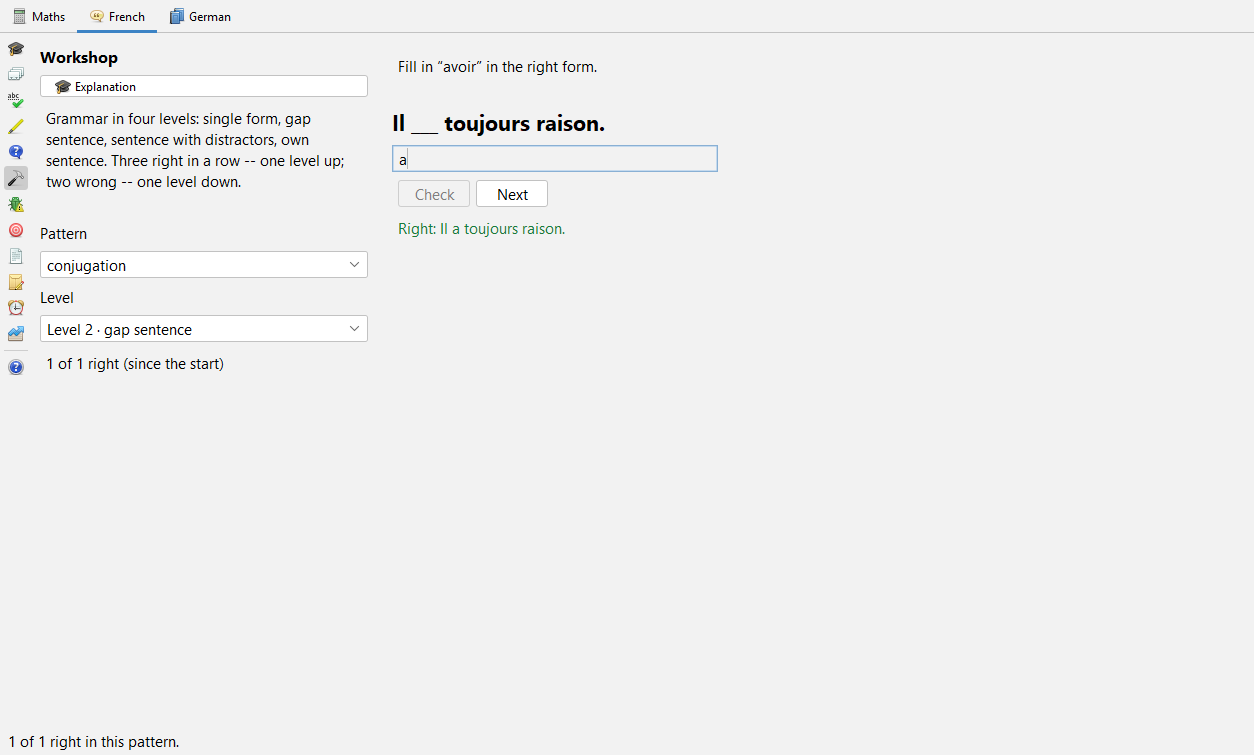 Maths
French
German
Workshop
Explanation
Grammar in four levels: single form, gap
sentence, sentence with distractors, own
sentence. Three right in a row -- one level up;
two wrong -- one level down.
Pattern
conjugation
Level
Level 2 · gap sentence
1 of 1 right (since the start)
Fill in “avoir” in the right form.
Il ___ toujours raison.
a
Check
Next
Right: Il a toujours raison.
1 of 1 right in this pattern.